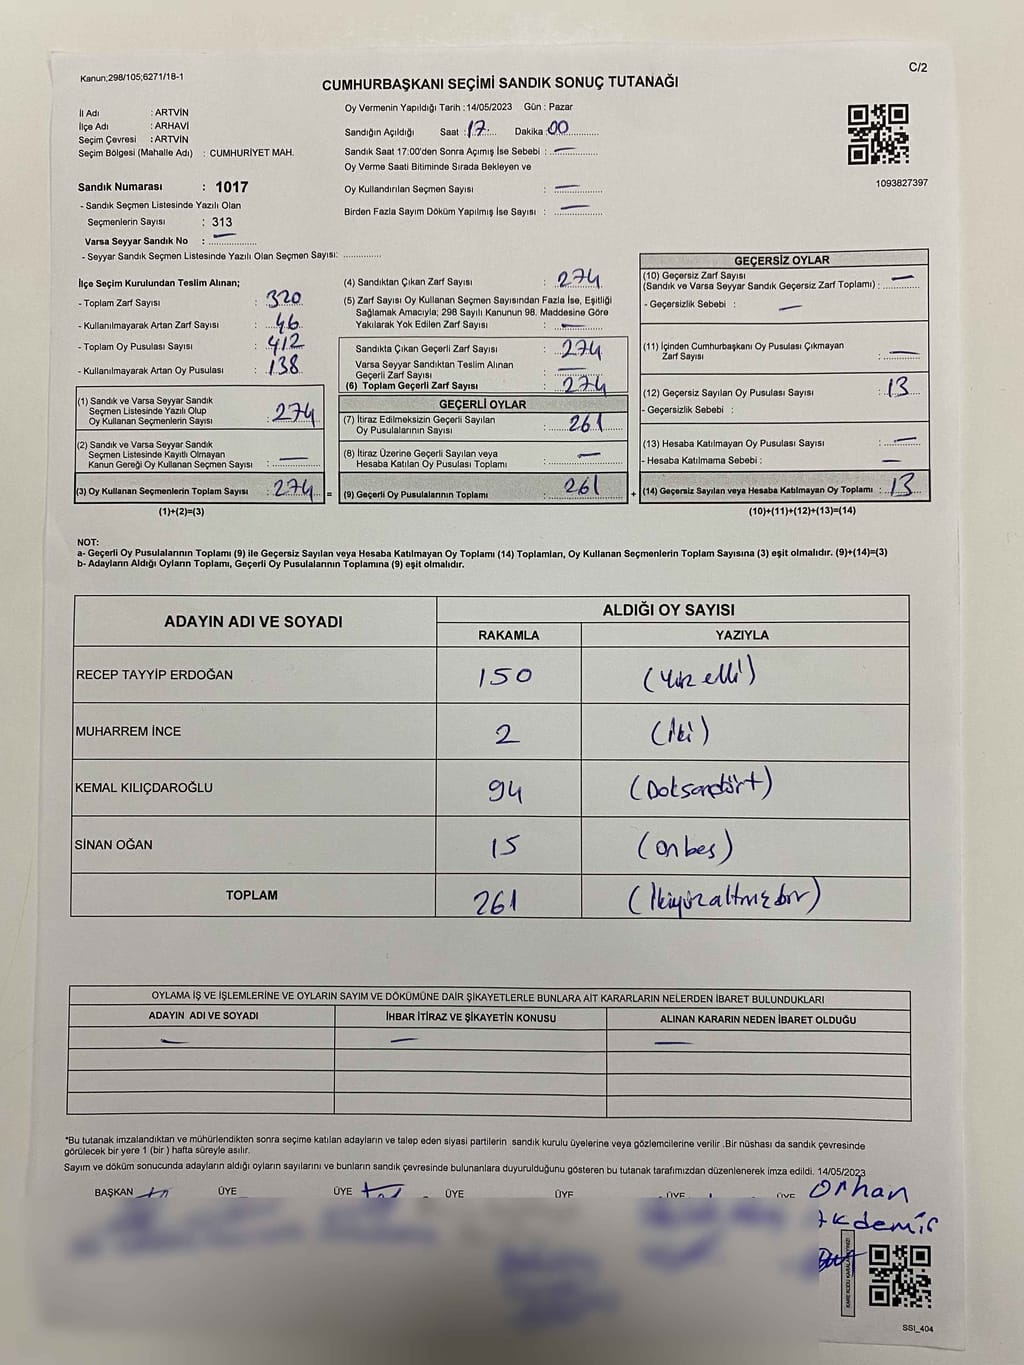 Kanun;298/105;6271/18-1
C/2
CUMHURBAŞKANI SEÇİMİ SANDIK SONUÇ TUTANAĞI
İl Adı : ARTVİN
İlçe Adı : ARHAVİ
Seçim Çevresi : ARTVİN
Seçim Bölgesi (Mahalle Adı) : CUMHURİYET MAH.
Sandık Numarası : 1017
- Sandık Seçmen Listesinde Yazılı Olan
Seçmenlerin Sayısı : 313
Varsa Seyyar Sandık No : —
- Seyyar Sandık Seçmen Listesinde Yazılı Olan Seçmen Sayısı: ..............
Oy Vermenin Yapıldığı Tarih : 14/05/2023 Gün : Pazar
Sandığın Açıldığı Saat : 17 Dakika : 00
Sandık Saat 17:00'den Sonra Açımış İse Sebebi : —
Oy Verme Saati Bitiminde Sırada Bekleyen ve
Oy Kullandırılan Seçmen Sayısı : —
Birden Fazla Sayım Döküm Yapılmış İse Sayısı : —
1093827397
İlçe Seçim Kurulundan Teslim Alınan;
- Toplam Zarf Sayısı : 320
- Kullanılmayarak Artan Zarf Sayısı : 46
- Toplam Oy Pusulası Sayısı : 412
- Kullanılmayarak Artan Oy Pusulası : 138
(1) Sandık ve Varsa Seyyar Sandık
Seçmen Listesinde Yazılı Olup
Oy Kullanan Seçmenlerin Sayısı : 274
(2) Sandık ve Varsa Seyyar Sandık
Seçmen Listesinde Kayıtlı Olmayan
Kanun Gereği Oy Kullanan Seçmen Sayısı : —
(3) Oy Kullanan Seçmenlerin Toplam Sayısı : 274 =
(1)+(2)=(3)
(4) Sandıktan Çıkan Zarf Sayısı : 274
(5) Zarf Sayısı Oy Kullanan Seçmen Sayısından Fazla İse, Eşitliği
Sağlamak Amacıyla; 298 Sayılı Kanunun 98. Maddesine Göre
Yakılarak Yok Edilen Zarf Sayısı : —
Sandıkta Çıkan Geçerli Zarf Sayısı : 274
Varsa Seyyar Sandıktan Teslim Alınan
Geçerli Zarf Sayısı : —
(6) Toplam Geçerli Zarf Sayısı : 274
GEÇERLİ OYLAR
(7) İtiraz Edilmeksizin Geçerli Sayılan
Oy Pusulalarının Sayısı : 261
(8) İtiraz Üzerine Geçerli Sayılan veya
Hesaba Katılan Oy Pusulası Toplamı : —
(9) Geçerli Oy Pusulalarının Toplamı : 261 +
GEÇERSİZ OYLAR
(10) Geçersiz Zarf Sayısı
(Sandık ve Varsa Seyyar Sandık Geçersiz Zarf Toplamı) : —
- Geçersizlik Sebebi : —
(11) İçinden Cumhurbaşkanı Oy Pusulası Çıkmayan
Zarf Sayısı : —
(12) Geçersiz Sayılan Oy Pusulası Sayısı : 13
- Geçersizlik Sebebi :
(13) Hesaba Katılmayan Oy Pusulası Sayısı : —
- Hesaba Katılmama Sebebi : —
(14) Geçersiz Sayılan veya Hesaba Katılmayan Oy Toplamı : 13
(10)+(11)+(12)+(13)=(14)
NOT:
a- Geçerli Oy Pusulalarının Toplamı (9) ile Geçersiz Sayılan veya Hesaba Katılmayan Oy Toplamı (14) Toplamları, Oy Kullanan Seçmenlerin Toplam Sayısına (3) eşit olmalıdır. (9)+(14)=(3)
b- Adayların Aldığı Oyların Toplamı, Geçerli Oy Pusulalarının Toplamına (9) eşit olmalıdır.
ADAYIN ADI VE SOYADI
ALDIĞI OY SAYISI
RAKAMLA YAZIYLA
RECEP TAYYİP ERDOĞAN 150 (Yüz elli)
MUHARREM İNCE 2 (İki)
KEMAL KILIÇDAROĞLU 94 (Doksandört)
SİNAN OĞAN 15 (on beş)
TOPLAM 261 (İkiyüzaltmışbir)
OYLAMA İŞ VE İŞLEMLERİNE VE OYLARIN SAYIM VE DÖKÜMÜNE DAİR ŞİKAYETLERLE BUNLARA AİT KARARLARIN NELERDEN İBARET BULUNDUKLARI
ADAYIN ADI VE SOYADI İHBAR İTİRAZ VE ŞİKAYETİN KONUSU ALINAN KARARIN NEDEN İBARET OLDUĞU
— — —
*Bu tutanak imzalandıktan ve mühürlendikten sonra seçime katılan adayların ve talep eden siyasi partilerin sandık kurulu üyelerine veya gözlemcilerine verilir .Bir nüshası da sandık çevresinde
görülecek bir yere 1 (bir ) hafta süreyle asılır.
Sayım ve döküm sonucunda adayların aldığı oyların sayılarını ve bunların sandık çevresinde bulunanlara duyurulduğunu gösteren bu tutanak tarafımızdan düzenlenerek imza edildi. 14/05/2023
BAŞKAN ÜYE ÜYE ÜYE ÜYE ÜYE ÜYE
Orhan
Akdemir
SSI_404